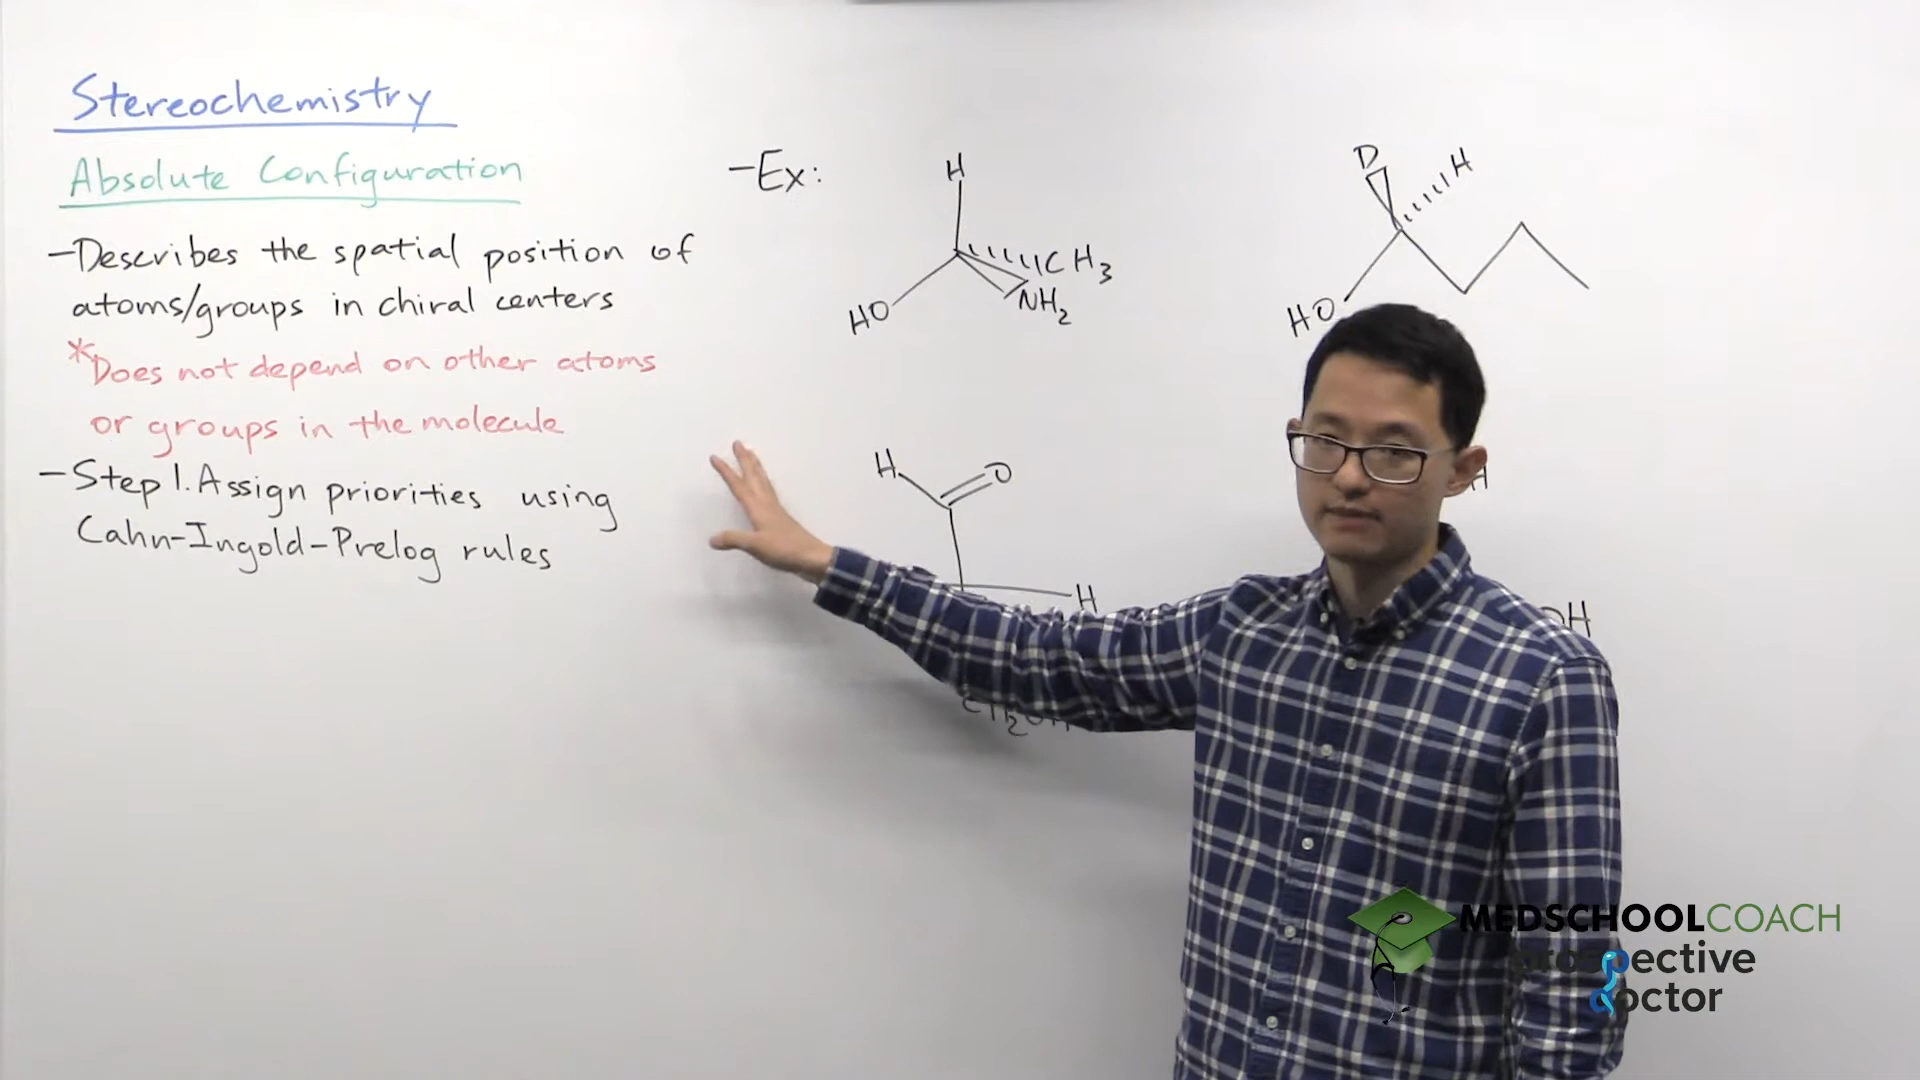 Stereochemistry
Absolute Configuration
-Describes the spatial position of
atoms/groups in chiral centers
*Does not depend on other atoms
or groups in the molecule
-Step 1. Assign priorities using
Cahn-Ingold-Prelog rules
-Ex:
H
CH3
NH2
HO
D
H
HO
H
O
H
CH2OH
H
OH
MEDSCHOOLCOACH
prospective
doctor